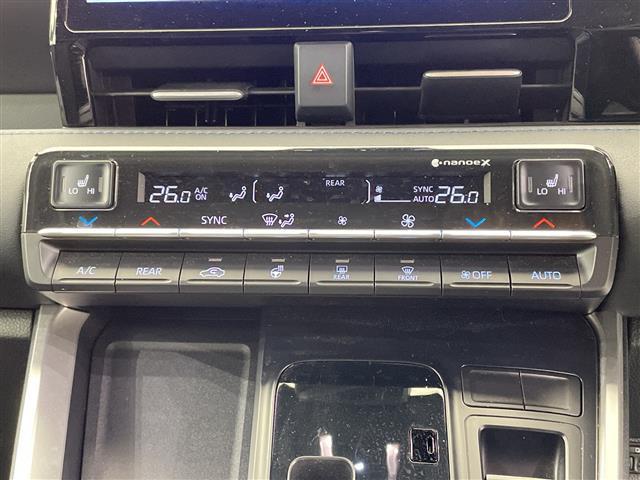 nanoeX
LO HI
26.0 A/C ON
REAR
SYNC AUTO 26.0
LO HI
SYNC
A/C
REAR
REAR
FRONT
OFF
AUTO